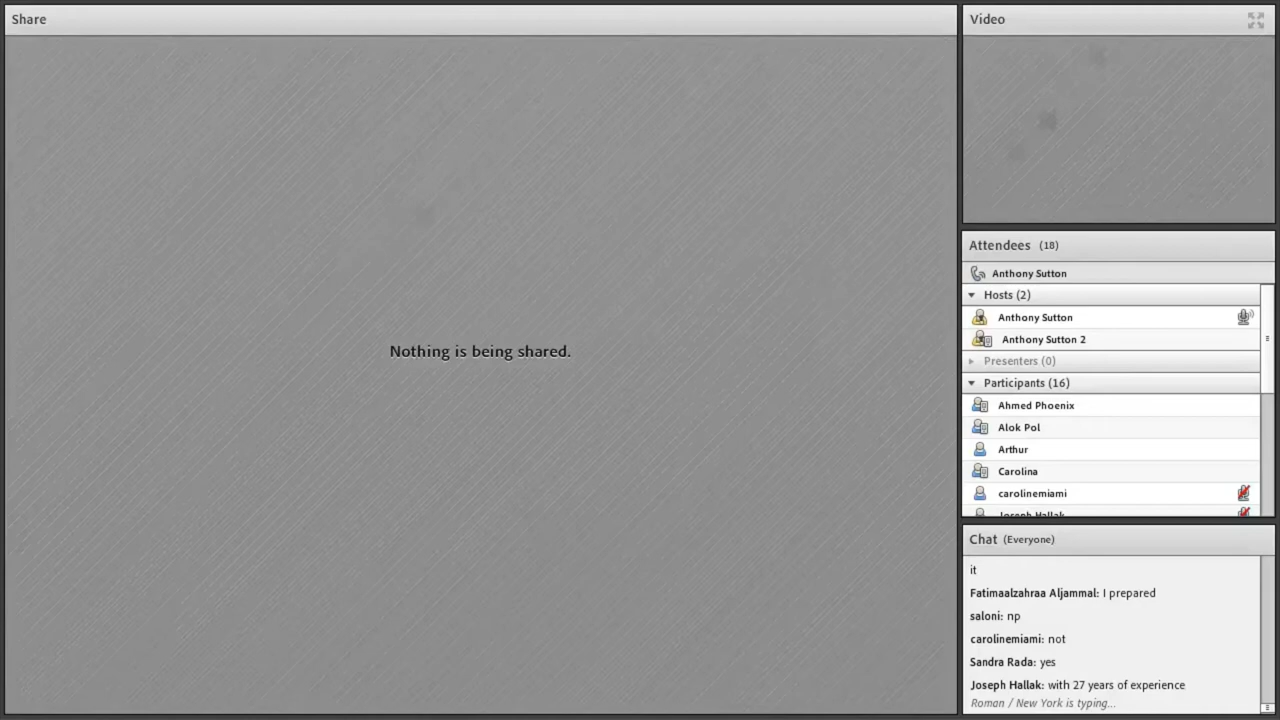 Share
Nothing is being shared.
Video
Attendees (18)
Anthony Sutton
Hosts (2)
Anthony Sutton
Anthony Sutton 2
Presenters (0)
Participants (16)
Ahmed Phoenix
Alok Pol
Arthur
Carolina
carolinemiami
Joseph Hallak
Chat (Everyone)
it
Fatimaalzahraa Aljammal: I prepared
saloni: np
carolinemiami: not
Sandra Rada: yes
Joseph Hallak: with 27 years of experience
Roman / New York is typing...